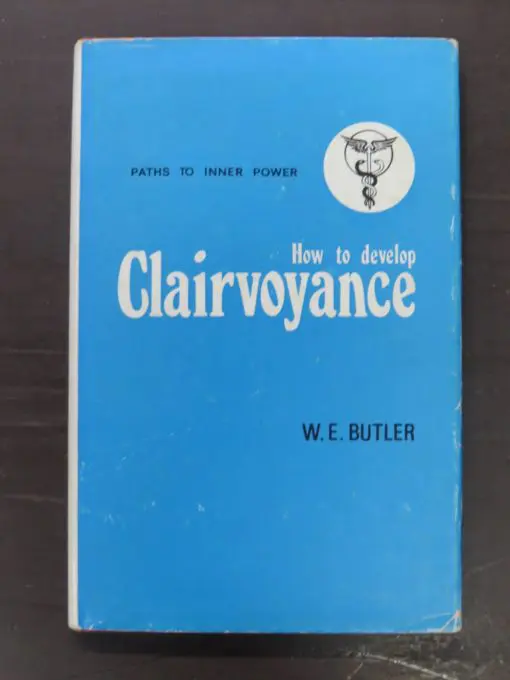 PATHS TO INNER POWER
How to develop
Clairvoyance
W. E. BUTLER